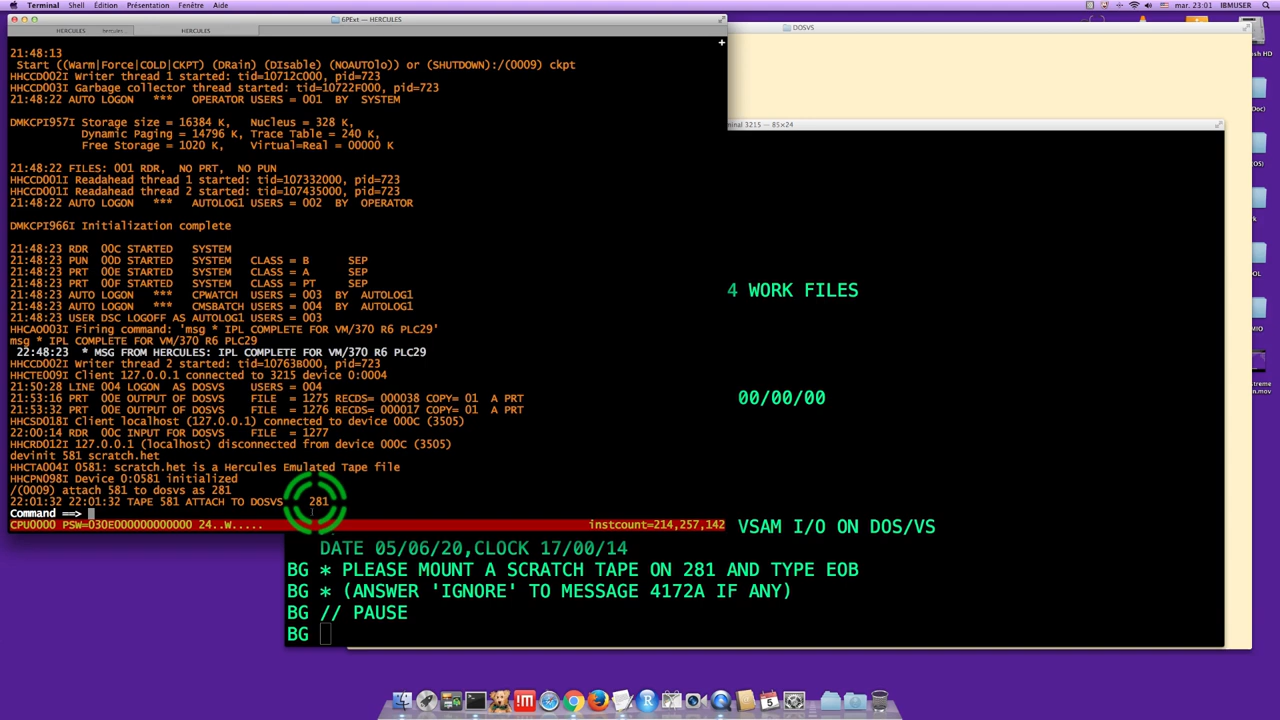 Terminal Shell Édition Présentation Fenêtre Aide
mar. 23:01 IBMUSER
6PExt — HERCULES
HERCULES hercules HERCULES
DOSVS
21:48:13
Start ((Warm|Force|COLD|CKPT) (DRain) (DIsable) (NOAUTOlo)) or (SHUTDOWN):/(0009) ckpt
HHCCD002I Writer thread 1 started: tid=10712C000, pid=723
HHCCD003I Garbage collector thread started: tid=10722F000, pid=723
21:48:22 AUTO LOGON *** OPERATOR USERS = 001 BY SYSTEM
DMKCPI957I Storage size = 16384 K, Nucleus = 328 K,
Dynamic Paging = 14796 K, Trace Table = 240 K,
Free Storage = 1020 K, Virtual=Real = 00000 K
21:48:22 FILES: 001 RDR, NO PRT, NO PUN
HHCCD001I Readahead thread 1 started: tid=107332000, pid=723
HHCCD001I Readahead thread 2 started: tid=107435000, pid=723
21:48:22 AUTO LOGON *** AUTOLOG1 USERS = 002 BY OPERATOR
DMKCPI966I Initialization complete
21:48:23 RDR 00C STARTED SYSTEM
21:48:23 PUN 00D STARTED SYSTEM CLASS = B SEP
21:48:23 PRT 00E STARTED SYSTEM CLASS = A SEP
21:48:23 PRT 00F STARTED SYSTEM CLASS = PT SEP
21:48:23 AUTO LOGON *** CPWATCH USERS = 003 BY AUTOLOG1
21:48:23 AUTO LOGON *** CMSBATCH USERS = 004 BY AUTOLOG1
21:48:23 USER DSC LOGOFF AS AUTOLOG1 USERS = 003
HHCAO003I Firing command: 'msg * IPL COMPLETE FOR VM/370 R6 PLC29'
msg * IPL COMPLETE FOR VM/370 R6 PLC29
22:48:23 * MSG FROM HERCULES: IPL COMPLETE FOR VM/370 R6 PLC29
HHCCD002I Writer thread 2 started: tid=10763B000, pid=723
HHCTE009I Client 127.0.0.1 connected to 3215 device 0:0004
21:50:28 LINE 004 LOGON AS DOSVS USERS = 004
21:53:16 PRT 00E OUTPUT OF DOSVS FILE = 1275 RECDS= 000038 COPY= 01 A PRT
21:53:32 PRT 00E OUTPUT OF DOSVS FILE = 1276 RECDS= 000017 COPY= 01 A PRT
HHCSD018I Client localhost (127.0.0.1) connected to device 000C (3505)
22:00:14 RDR 00C INPUT FOR DOSVS FILE = 1277
HHCRD012I 127.0.0.1 (localhost) disconnected from device 000C (3505)
devinit 581 scratch.het
HHCTA004I 0581: scratch.het is a Hercules Emulated Tape file
HHCPN098I Device 0:0581 initialized
/(0009) attach 581 to dosvs as 281
22:01:32 22:01:32 TAPE 581 ATTACH TO DOSVS 281
Command ==>
CPU0000 PSW=030E000000000000 24..W..... instcount=214,257,142
minal 3215 — 85×24
4 WORK FILES
00/00/00
VSAM I/O ON DOS/VS
DATE 05/06/20,CLOCK 17/00/14
BG * PLEASE MOUNT A SCRATCH TAPE ON 281 AND TYPE EOB
BG * (ANSWER 'IGNORE' TO MESSAGE 4172A IF ANY)
BG // PAUSE
BG